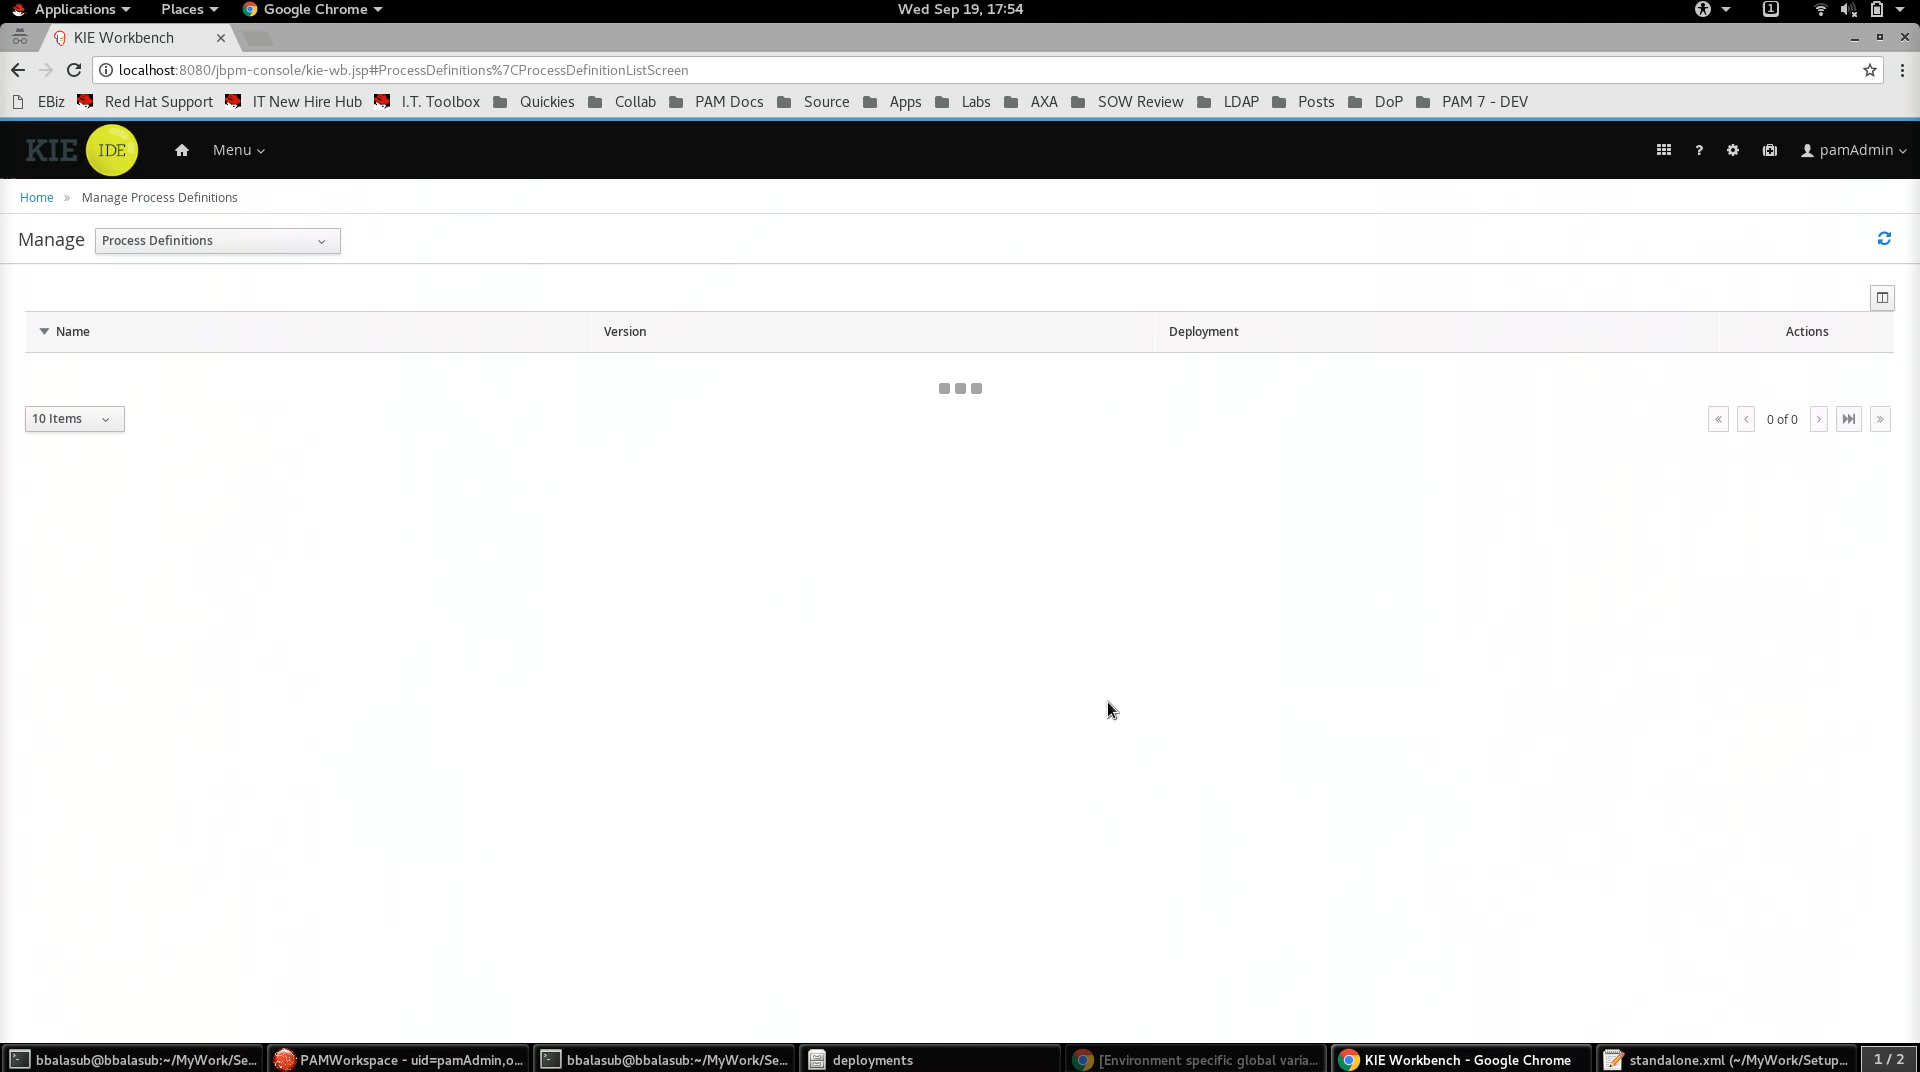 Applications Places Google Chrome Wed Sep 19, 17:54 1
KIE Workbench
localhost:8080/jbpm-console/kie-wb.jsp#ProcessDefinitions%7CProcessDefinitionListScreen
EBiz Red Hat Support IT New Hire Hub I.T. Toolbox Quickies Collab PAM Docs Source Apps Labs AXA SOW Review LDAP Posts DoP PAM 7 - DEV
KIE IDE Menu ? pamAdmin
Home » Manage Process Definitions
Manage Process Definitions
Name Version Deployment Actions
10 Items « ‹ 0 of 0 › »
bbalasub@bbalasub:~/MyWork/Se... PAMWorkspace - uid=pamAdmin,o... bbalasub@bbalasub:~/MyWork/Se... deployments [Environment specific global varia... KIE Workbench - Google Chrome standalone.xml (~/MyWork/Setup... 1 / 2